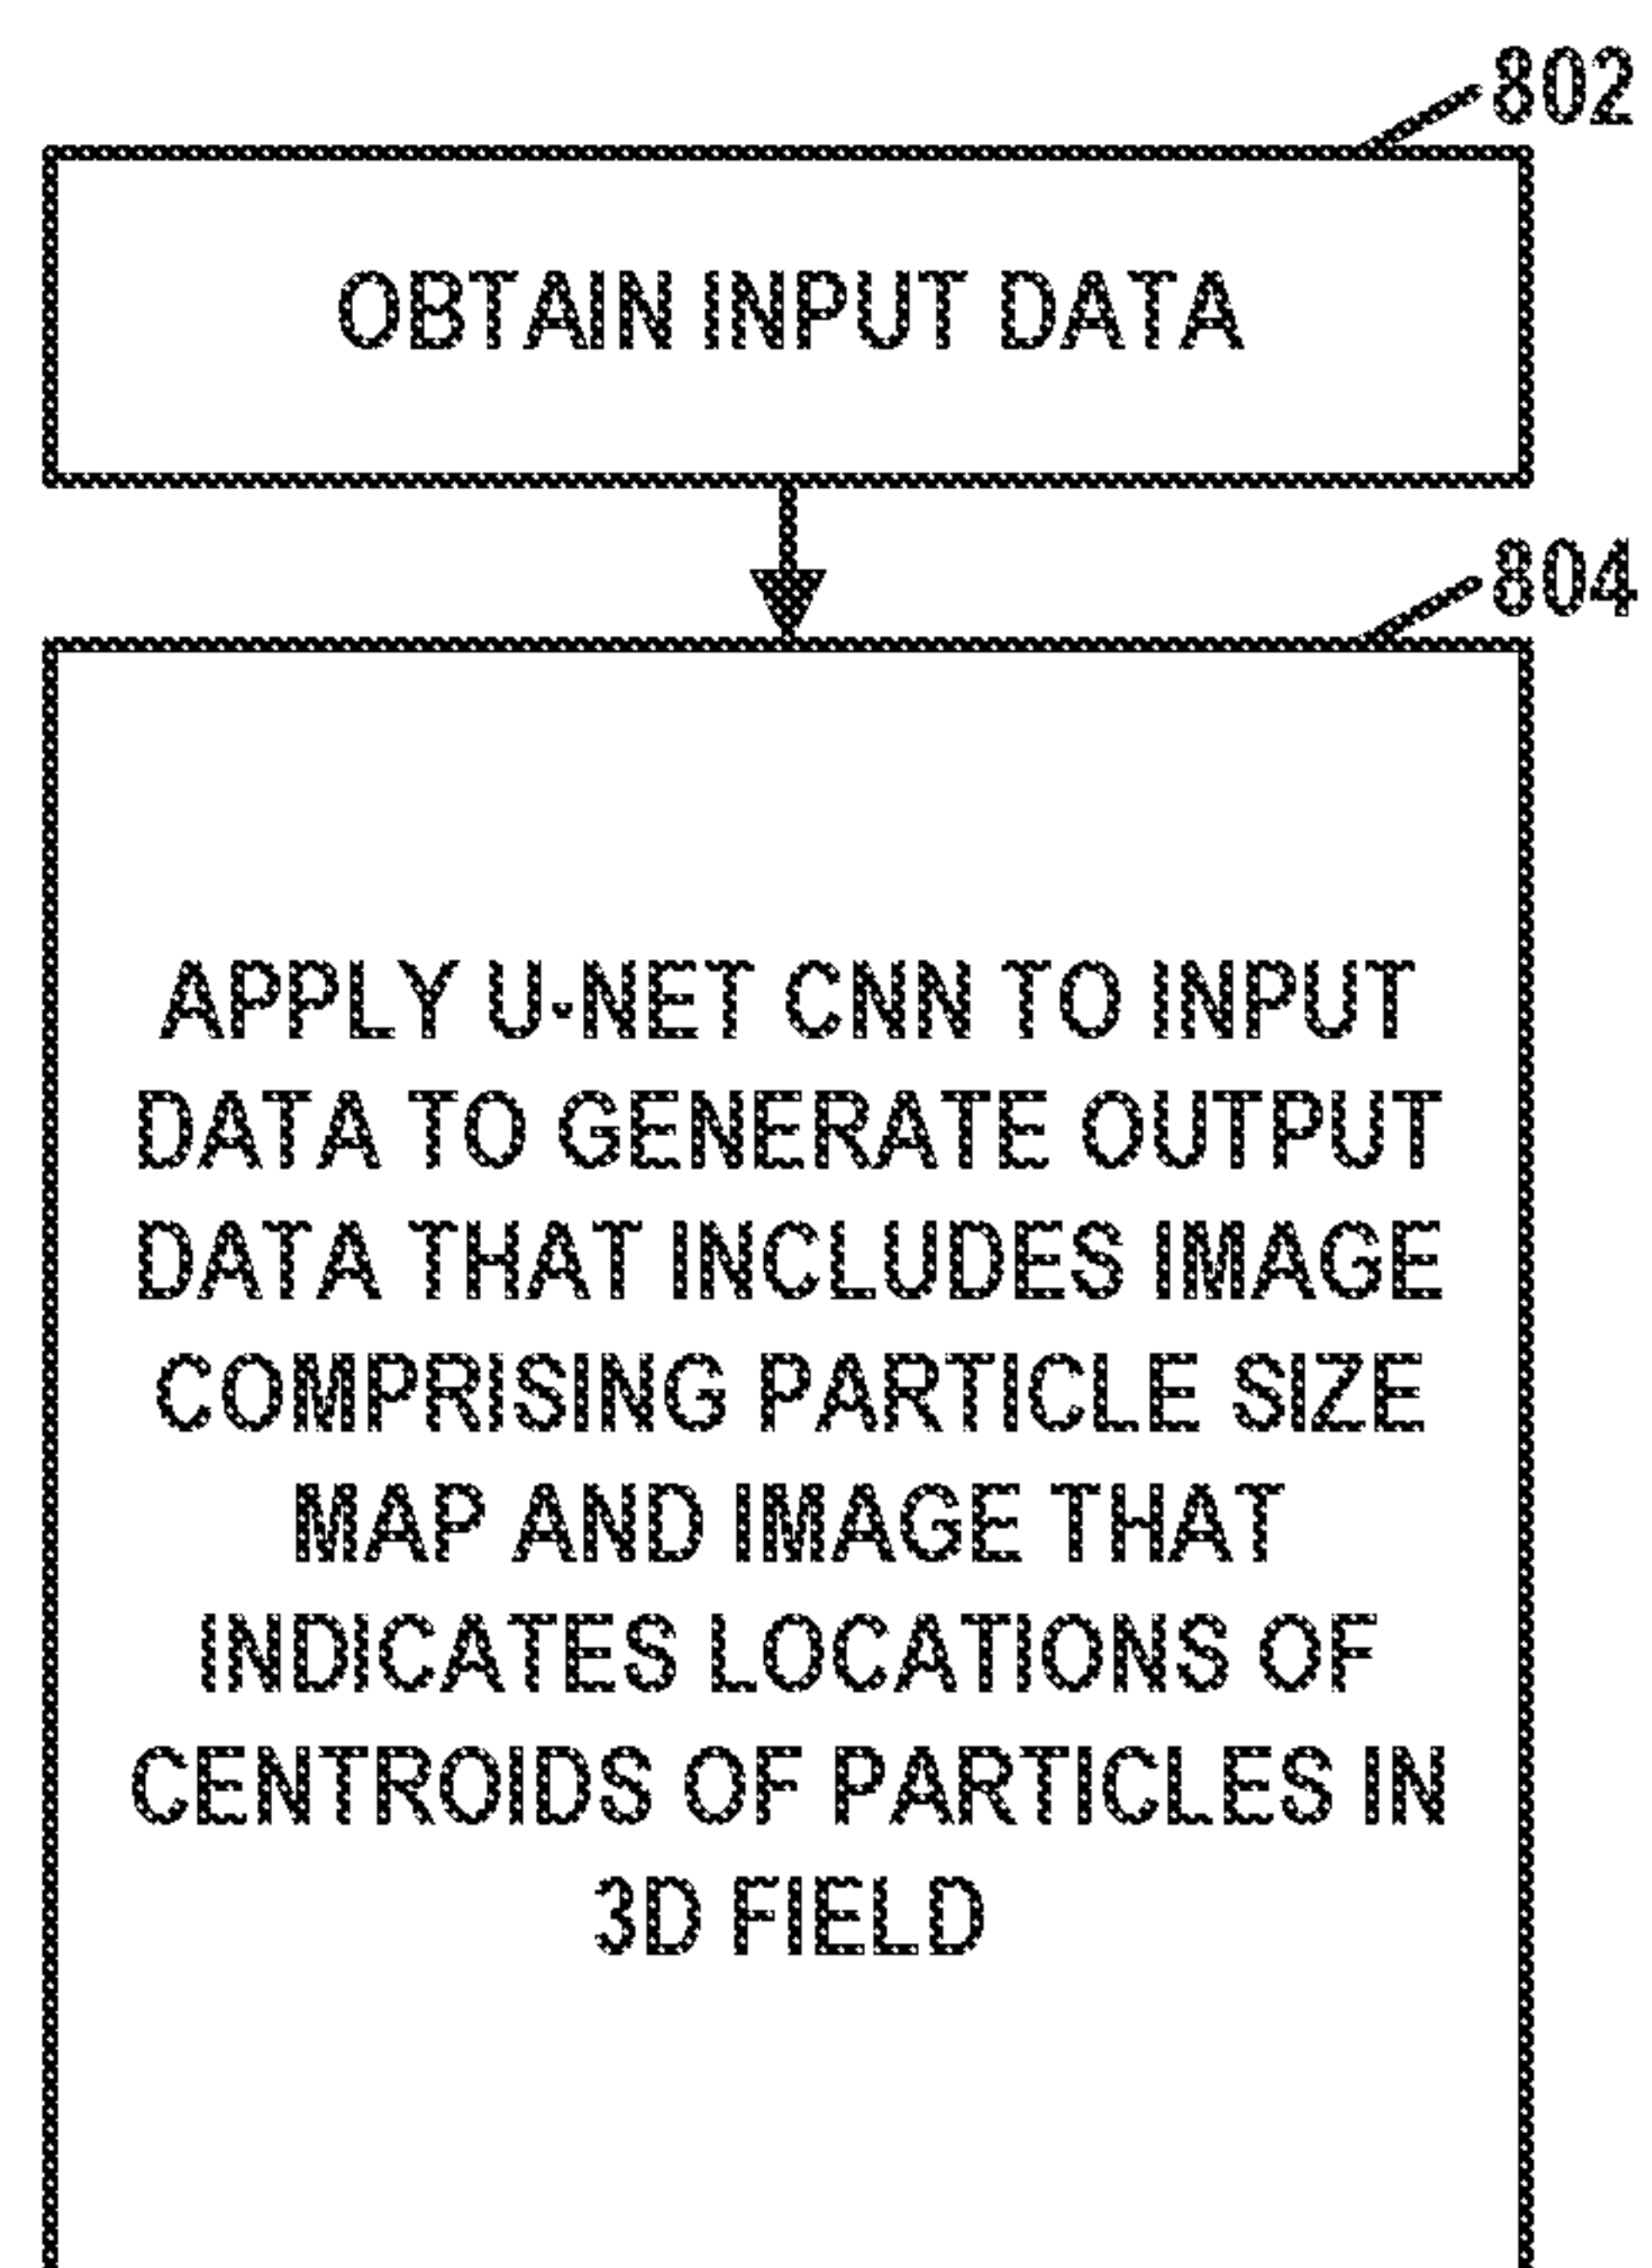 802
OBTAIN INPUT DATA
804
APPLY U-NET CNN TO INPUT
DATA TO GENERATE OUTPUT
DATA THAT INCLUDES IMAGE
COMPRISING PARTICLE SIZE
MAP AND IMAGE THAT
INDICATES LOCATIONS OF
CENTROIDS OF PARTICLES IN
3D FIELD